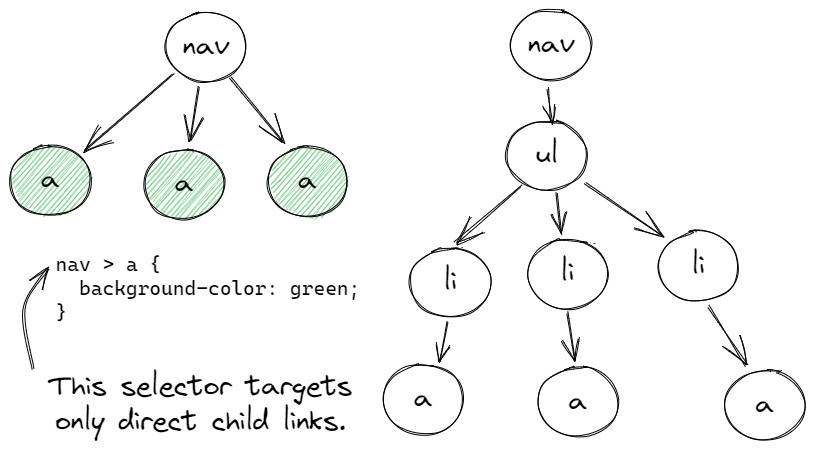 nav
a
a
a
nav > a {
  background-color: green;
}
This selector targets
only direct child links.
nav
ul
li
li
li
a
a
a